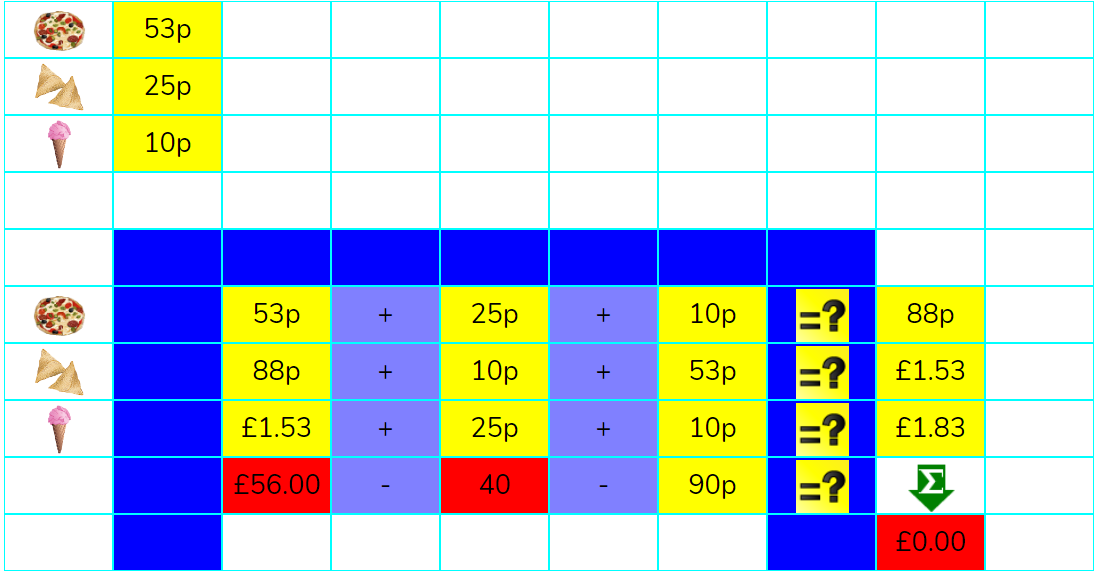 53p
25p
10p
53p + 25p + 10p =? 88p
88p + 10p + 53p =? £1.53
£1.53 + 25p + 10p =? £1.83
£56.00 - 40 - 90p =? Σ
£0.00